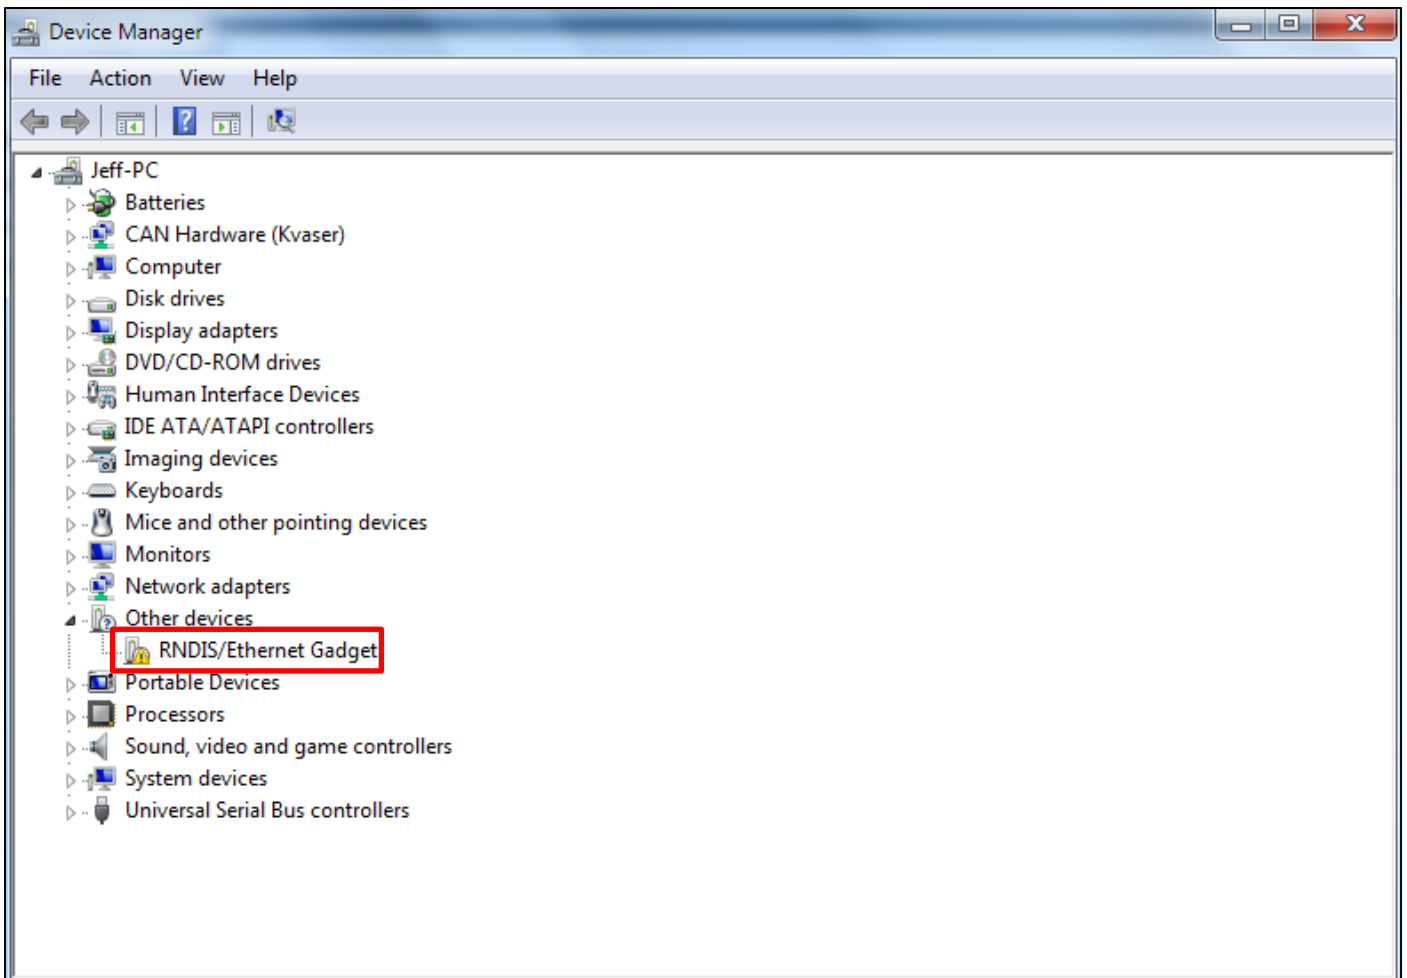 Device Manager
File Action View Help
Jeff-PC
Batteries
CAN Hardware (Kvaser)
Computer
Disk drives
Display adapters
DVD/CD-ROM drives
Human Interface Devices
IDE ATA/ATAPI controllers
Imaging devices
Keyboards
Mice and other pointing devices
Monitors
Network adapters
Other devices
RNDIS/Ethernet Gadget
Portable Devices
Processors
Sound, video and game controllers
System devices
Universal Serial Bus controllers